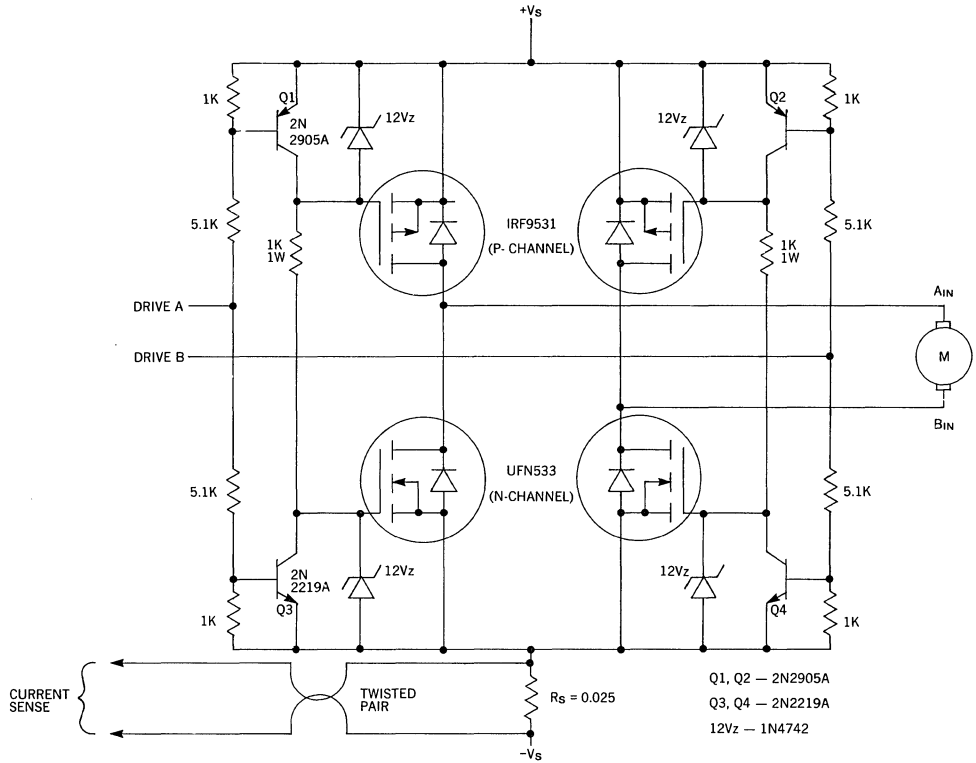 +VS
1K
Q1
2N
2905A
12Vz
12Vz
Q2
1K
5.1K
1K
1W
IRF9531
(P- CHANNEL)
1K
1W
5.1K
DRIVE A
AIN
DRIVE B
M
BIN
5.1K
UFN533
(N-CHANNEL)
5.1K
2N
2219A
Q3
12Vz
12Vz
Q4
1K
1K
CURRENT
SENSE
TWISTED
PAIR
RS = 0.025
–VS
Q1, Q2 — 2N2905A
Q3, Q4 — 2N2219A
12Vz — 1N4742